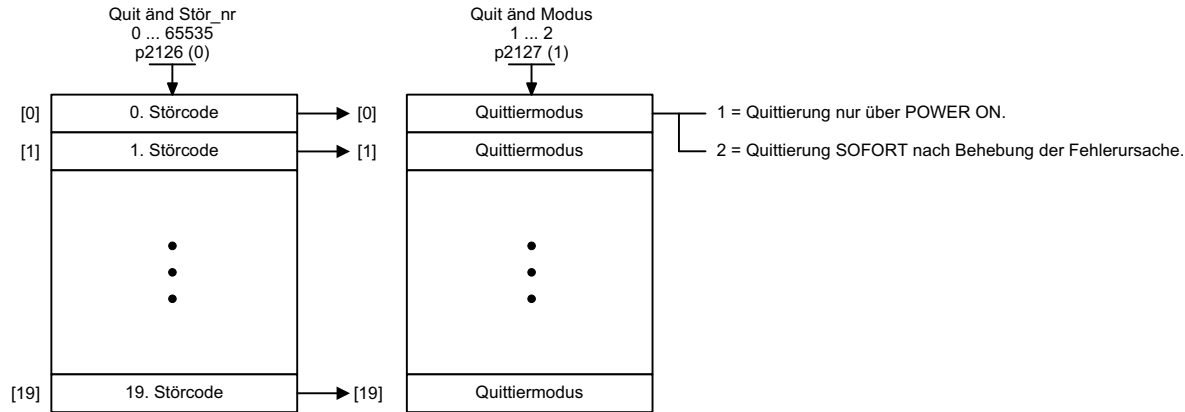 Quit änd Stör_nr
0 ... 65535
p2126 (0)
Quit änd Modus
1 ... 2
p2127 (1)
[0] 0. Störcode [0] Quittiermodus 1 = Quittierung nur über POWER ON.
[1] 1. Störcode [1] Quittiermodus 2 = Quittierung SOFORT nach Behebung der Fehlerursache.
[19] 19. Störcode [19] Quittiermodus